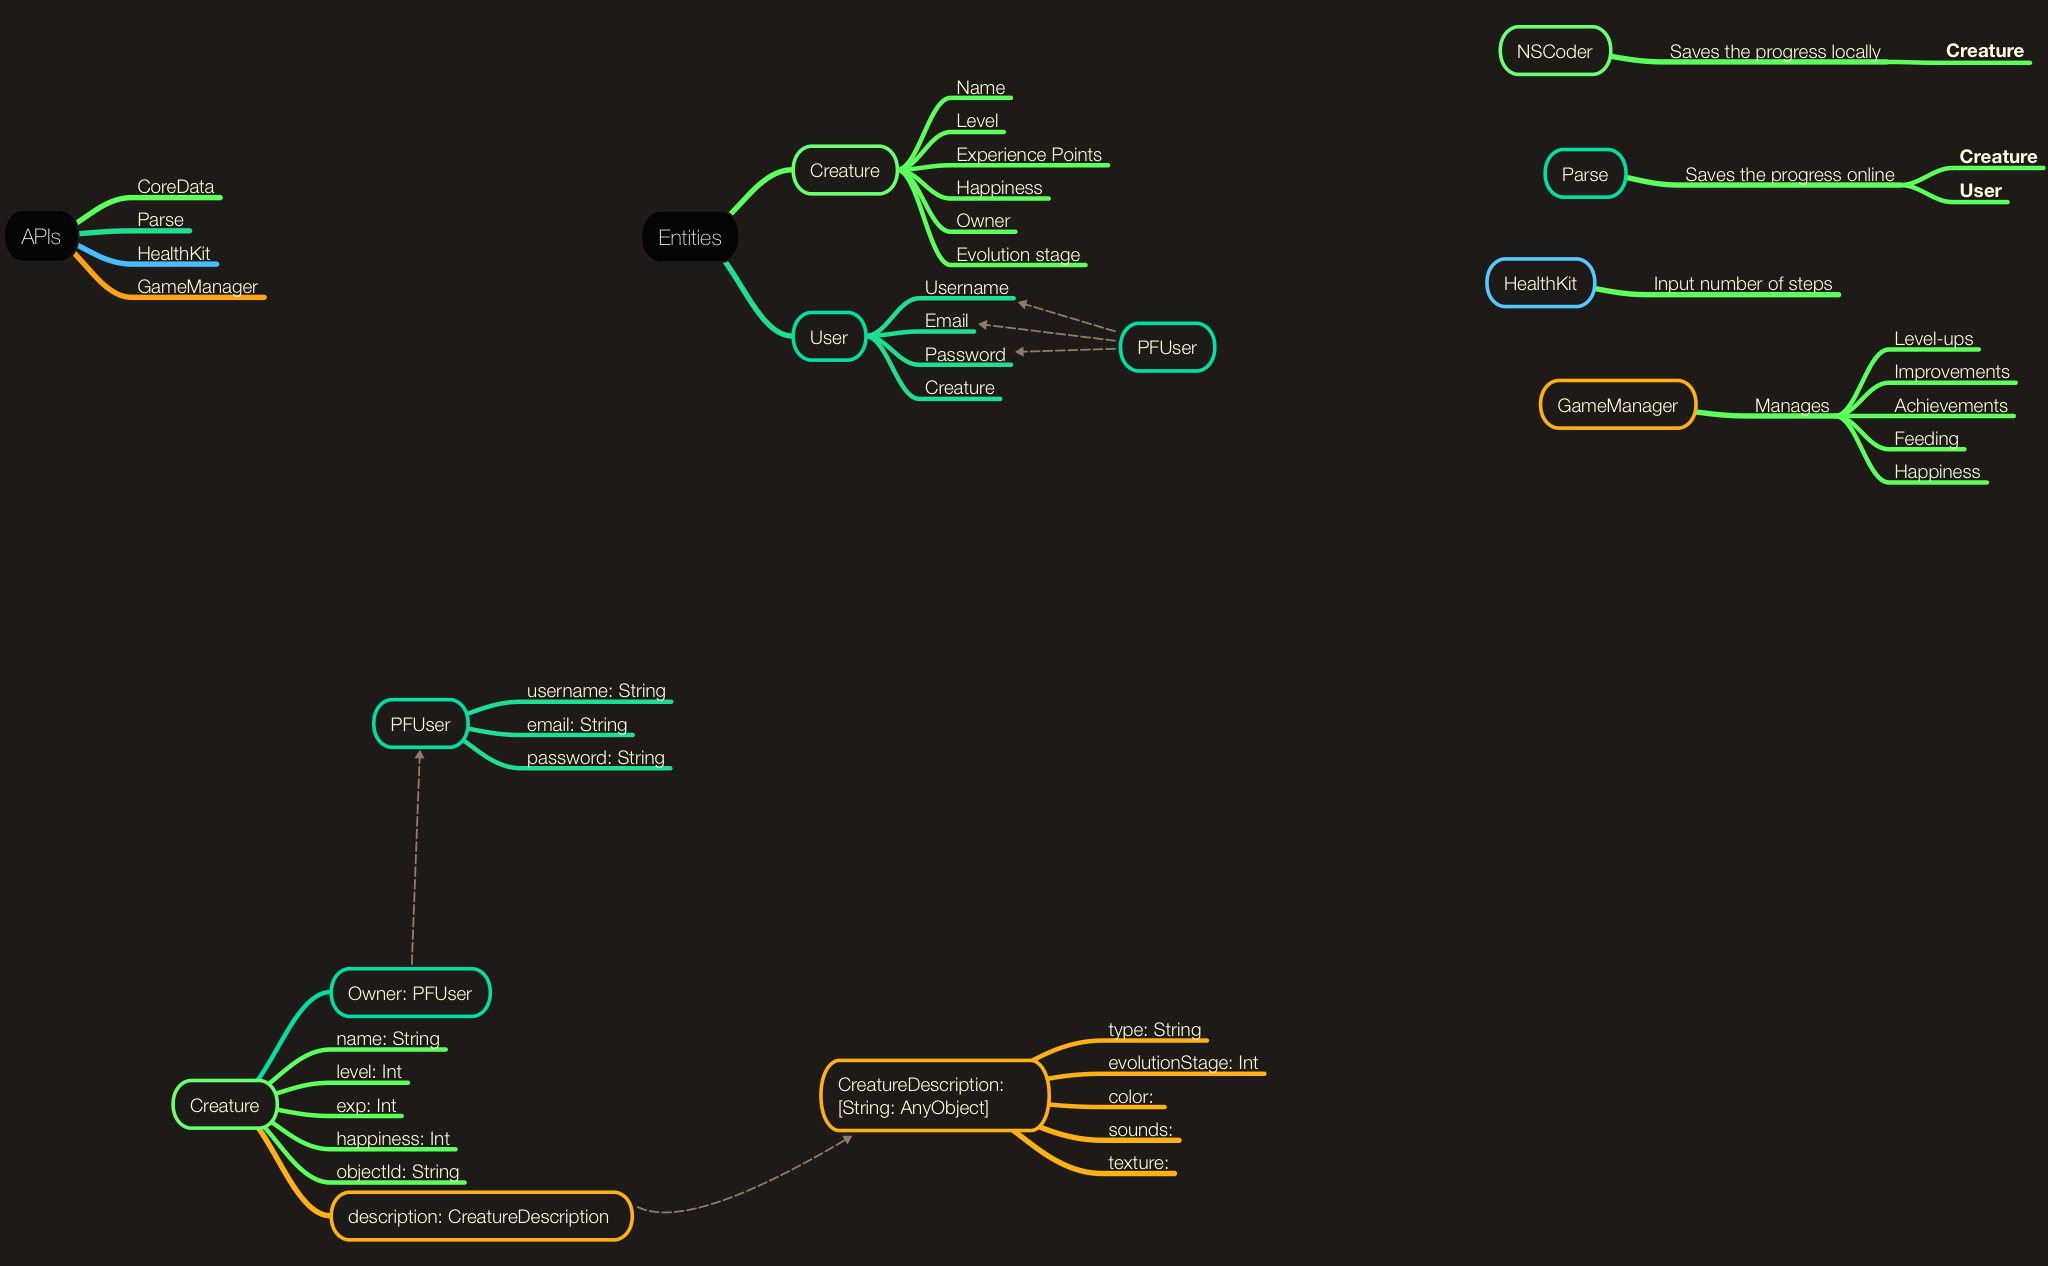 APIs
CoreData
Parse
HealthKit
GameManager
Entities
Creature
Name
Level
Experience Points
Happiness
Owner
Evolution stage
User
Username
Email
Password
Creature
PFUser
NSCoder
Saves the progress locally
Creature
Parse
Saves the progress online
Creature
User
HealthKit
Input number of steps
GameManager
Manages
Level-ups
Improvements
Achievements
Feeding
Happiness
PFUser
username: String
email: String
password: String
Creature
Owner: PFUser
name: String
level: Int
exp: Int
happiness: Int
objectId: String
description: CreatureDescription
CreatureDescription:
[String: AnyObject]
type: String
evolutionStage: Int
color:
sounds:
texture: